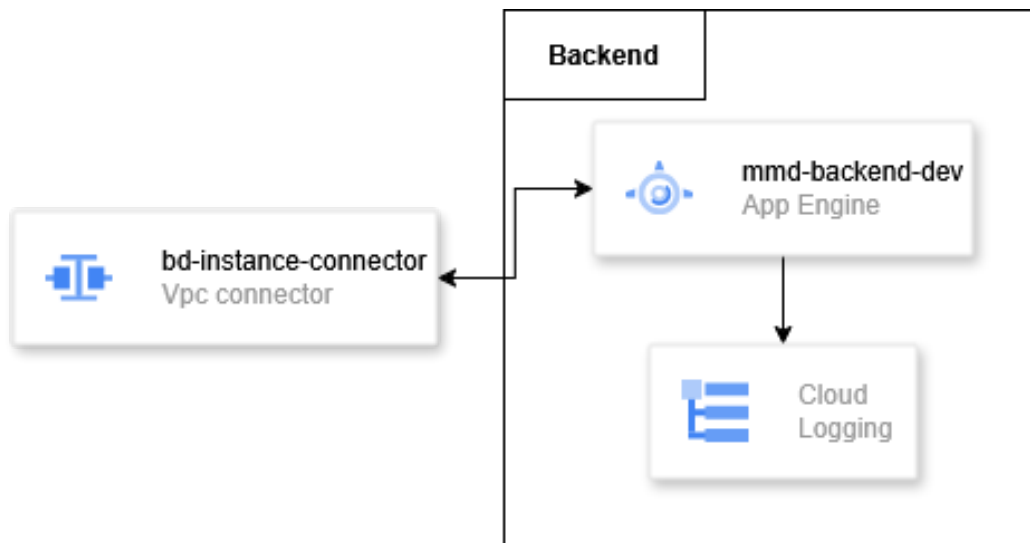 Backend
mmd-backend-dev
App Engine
bd-instance-connector
Vpc connector
Cloud
Logging